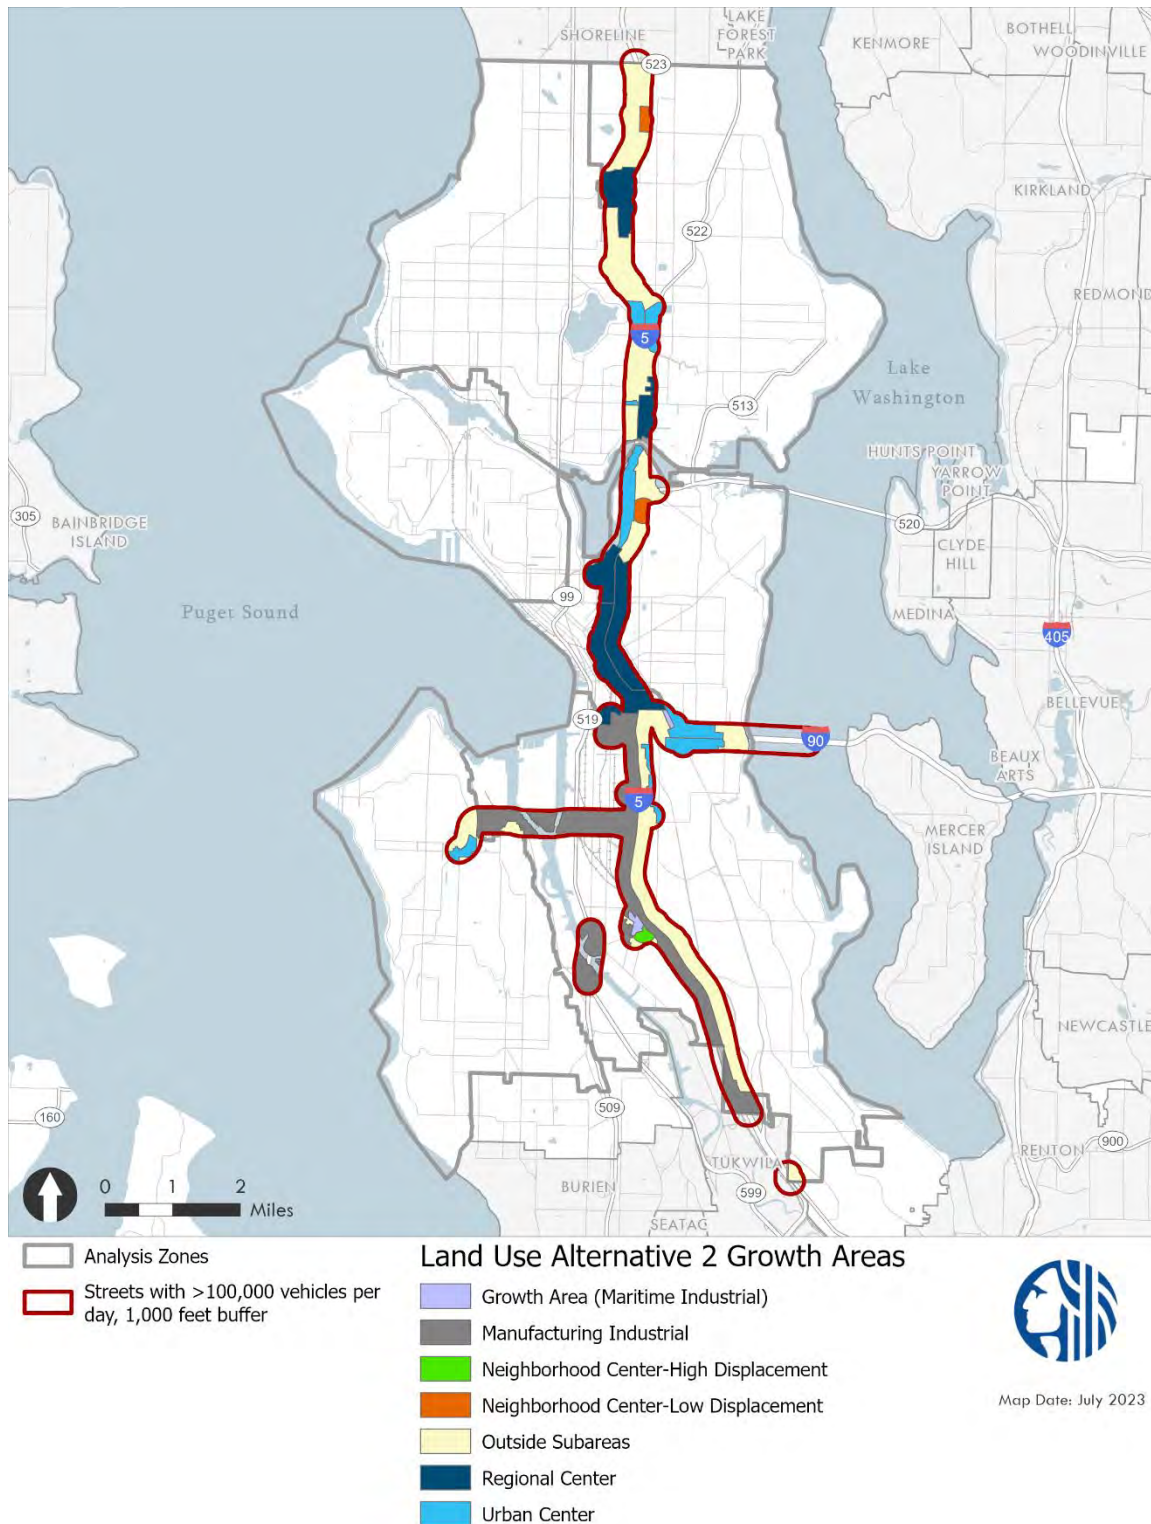 SHORELINE
LAKE
FOREST
PARK
BOTHELL
KENMORE
WOODINVILLE
523
KIRKLAND
522
REDMOND
5
Lake
Washington
513
HUNTS POINT
YARROW
POINT
305
BAINBRIDGE
ISLAND
520
CLYDE
HILL
99
Puget Sound
MEDINA
405
BELLEVUE
519
90
BEAUX
ARTS
5
MERCER
ISLAND
NEWCASTLE
160
509
TUKWILA
RENTON
900
BURIEN
599
SEATAC
0 1 2
Miles
Analysis Zones
Streets with >100,000 vehicles per
day, 1,000 feet buffer
Land Use Alternative 2 Growth Areas
Growth Area (Maritime Industrial)
Manufacturing Industrial
Neighborhood Center-High Displacement
Neighborhood Center-Low Displacement
Outside Subareas
Regional Center
Urban Center
Map Date: July 2023